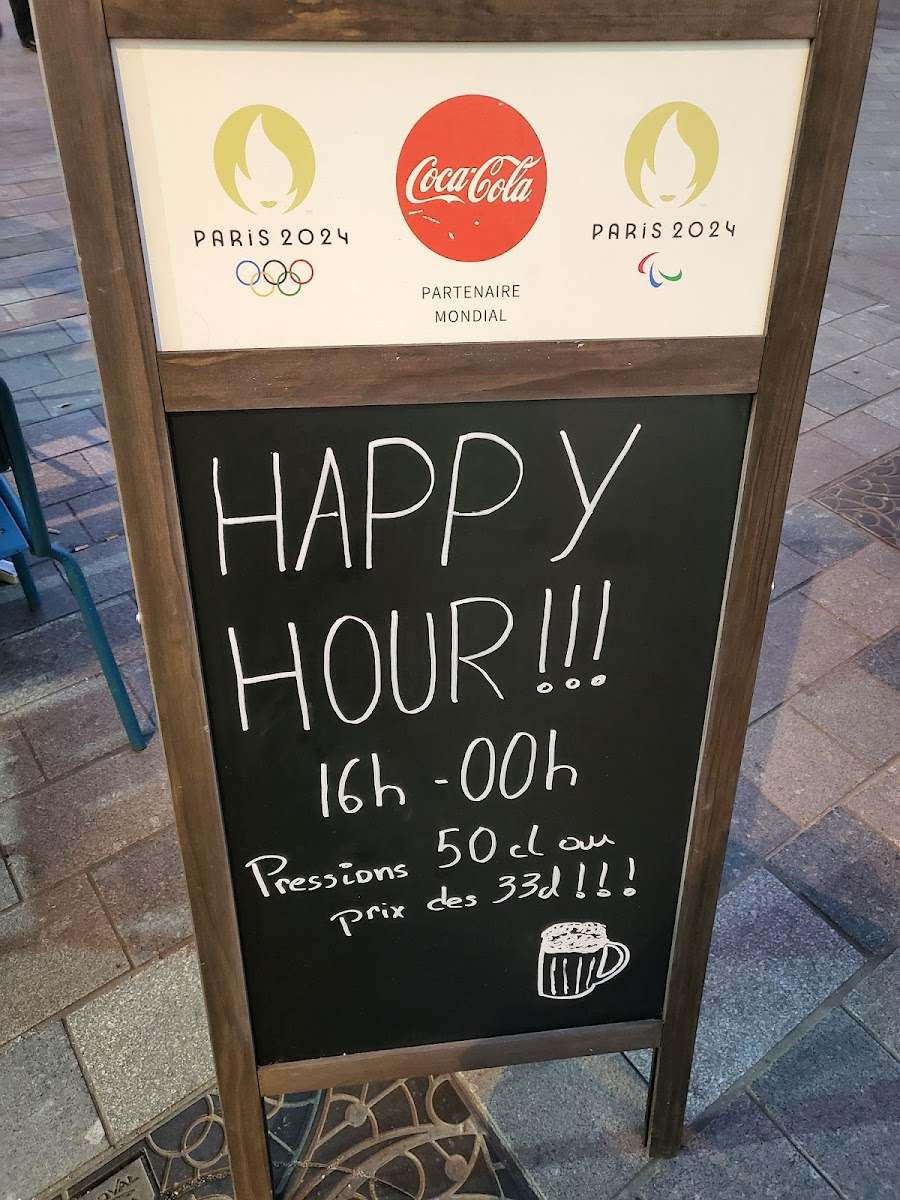 PARiS 2024
Coca-Cola
PARTENAIRE
MONDIAL
PARiS 2024
HAPPY
HOUR!!!
16h - 00h
Pressions 50cl au
prix des 33cl!!!